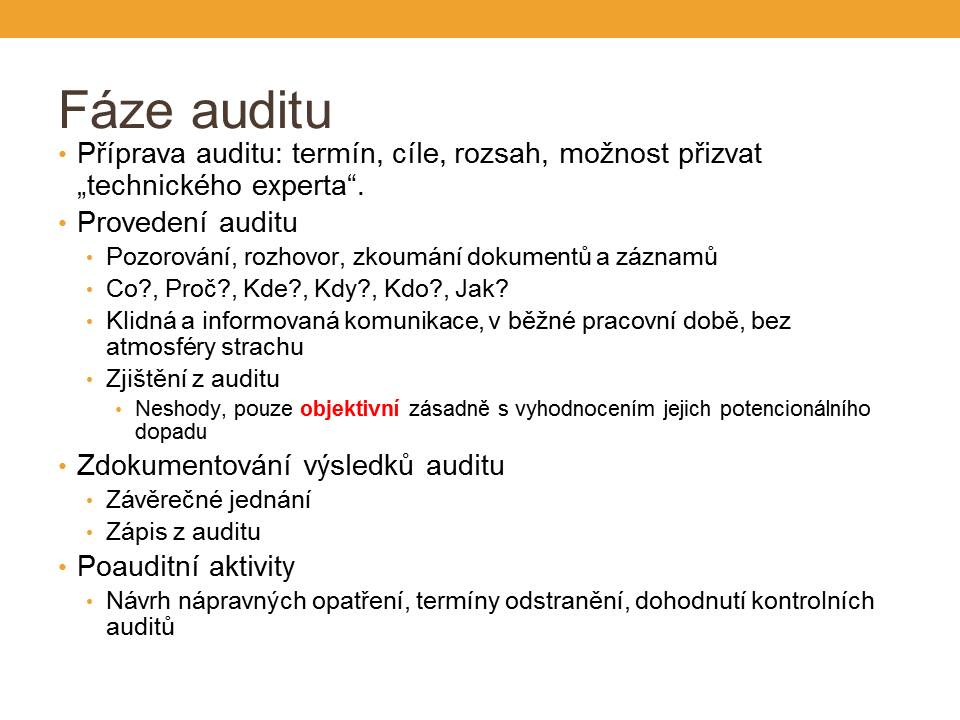 Fáze auditu
• Příprava auditu: termín, cíle, rozsah, možnost přizvat
„technického experta“.
• Provedení auditu
• Pozorování, rozhovor, zkoumání dokumentů a záznamů
• Co?, Proč?, Kde?, Kdy?, Kdo?, Jak?
• Klidná a informovaná komunikace, v běžné pracovní době, bez
atmosféry strachu
• Zjištění z auditu
• Neshody, pouze objektivní zásadně s vyhodnocením jejich potencionálního
dopadu
• Zdokumentování výsledků auditu
• Závěrečné jednání
• Zápis z auditu
• Poauditní aktivity
• Návrh nápravných opatření, termíny odstranění, dohodnutí kontrolních
auditů